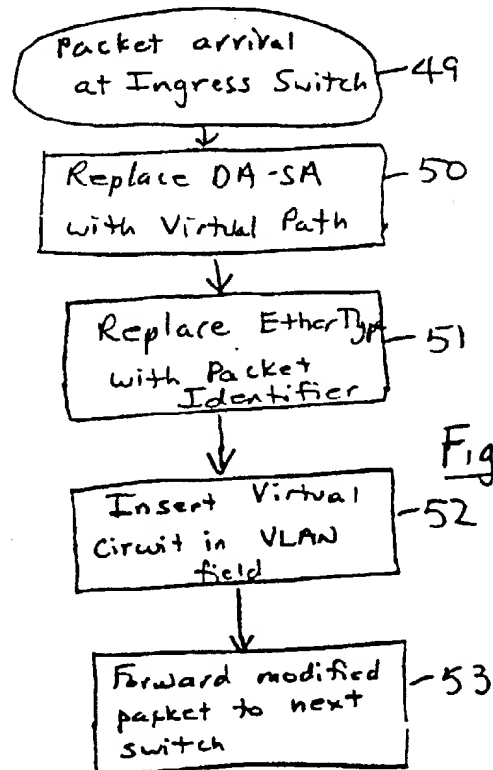 Packet arrival
at Ingress Switch
49
Replace DA-SA
with Virtual Path
50
Replace EtherType
with Packet
Identifier
51
Fig
Insert Virtual
Circuit in VLAN
field
52
Forward modified
packet to next
switch
53